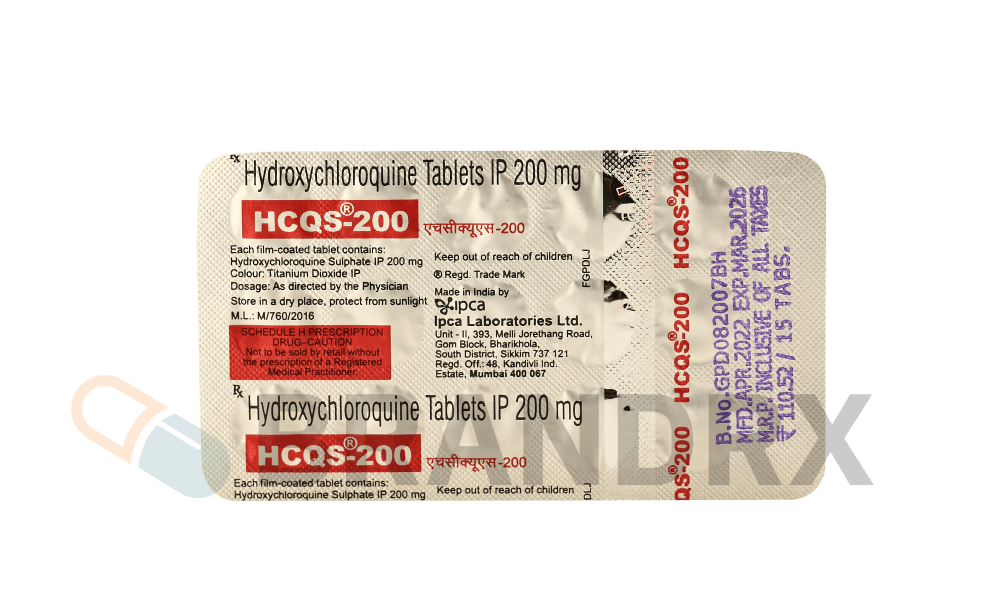 Rx Hydroxychloroquine Tablets IP 200 mg
HCQS®-200 एचसीक्यूएस-200
Each film-coated tablet contains:
Hydroxychloroquine Sulphate IP 200 mg
Colour: Titanium Dioxide IP
Dosage: As directed by the Physician
Store in a dry place, protect from sunlight
M.L.: M/760/2016
SCHEDULE H PRESCRIPTION
DRUG–CAUTION
Not to be sold by retail without
the prescription of a Registered
Medical Practitioner.
Keep out of reach of children
® Regd. Trade Mark
Made in India by
ipca
Ipca Laboratories Ltd.
Unit - II, 393, Melli Jorethang Road,
Gom Block, Bharikhola,
South District, Sikkim 737 121
Regd. Off.: 48, Kandivli Ind.
Estate, Mumbai 400 067
FGPDLJ
Rx Hydroxychloroquine Tablets IP 200 mg
HCQS®-200 एचसीक्यूएस-200
Each film-coated tablet contains:
Hydroxychloroquine Sulphate IP 200 mg
Keep out of reach of children
DLJ
HCQS®-200
HCQS®-200
QS®-200
B.No.GPD082007BH
MFD.APR.2022 EXP.MAR.2026
M.R.P. INCLUSIVE OF ALL TAXES
₹ 110.52 / 15 TABS.
BRANDRX